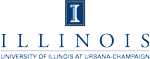 I
ILLINOIS
UNIVERSITY OF ILLINOIS AT URBANA-CHAMPAIGN